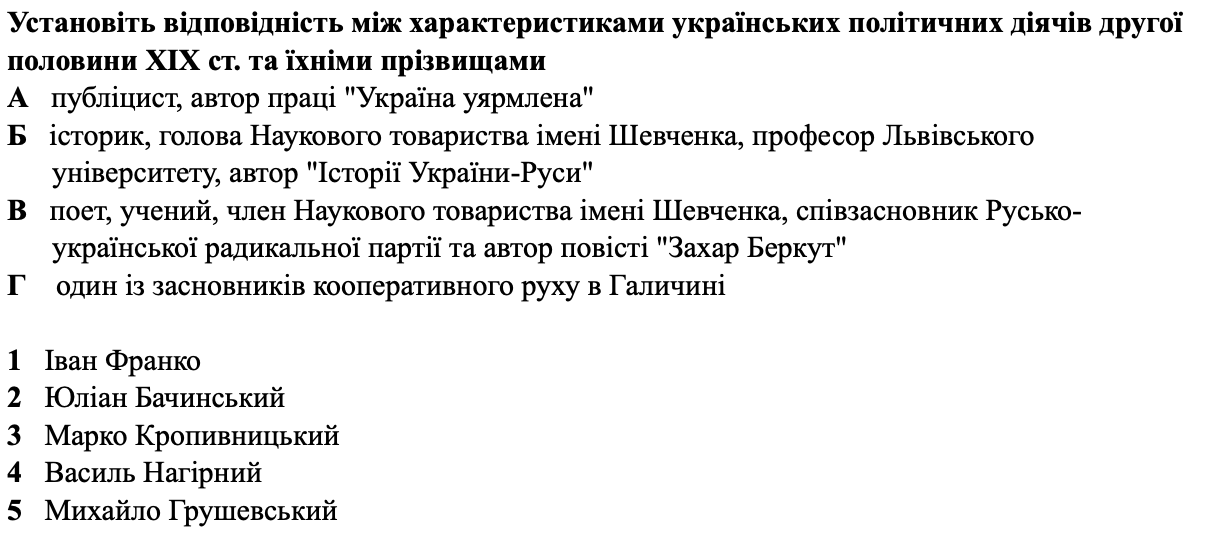 Установіть відповідність між характеристиками українських політичних діячів другої
половини XIX ст. та їхніми прізвищами
А публіцист, автор праці "Україна уярмлена"
Б історик, голова Наукового товариства імені Шевченка, професор Львівського
університету, автор "Історії України-Руси"
В поет, учений, член Наукового товариства імені Шевченка, співзасновник Русько-
української радикальної партії та автор повісті "Захар Беркут"
Г один із засновників кооперативного руху в Галичині
1 Іван Франко
2 Юліан Бачинський
3 Марко Кропивницький
4 Василь Нагірний
5 Михайло Грушевський